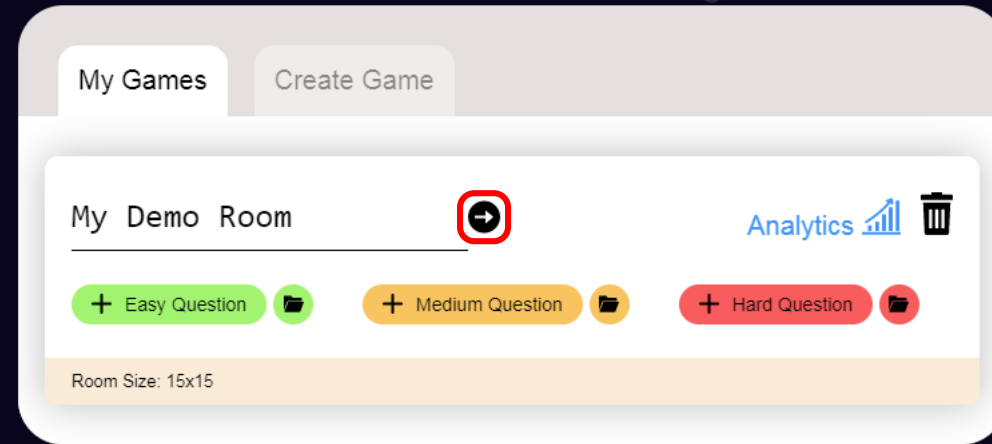 My Games
Create Game
My Demo Room
Analytics
Easy Question
Medium Question
Hard Question
Room Size: 15x15